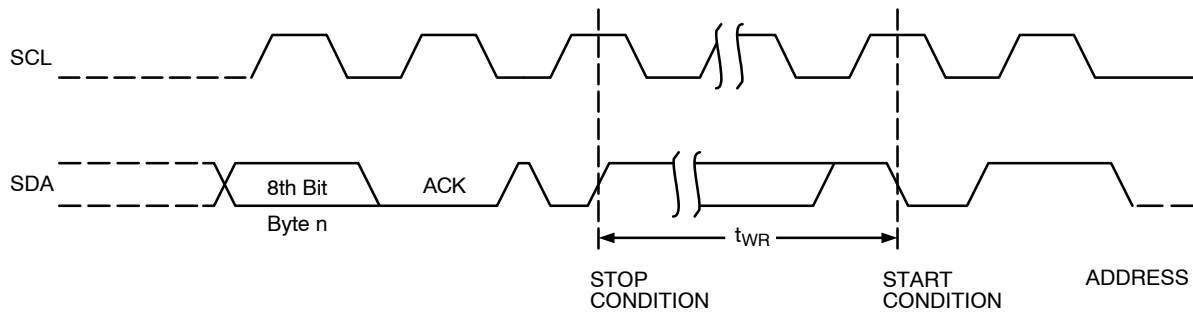 SCL
SDA
8th Bit
ACK
Byte n
tWR
STOP
CONDITION
START
CONDITION
ADDRESS